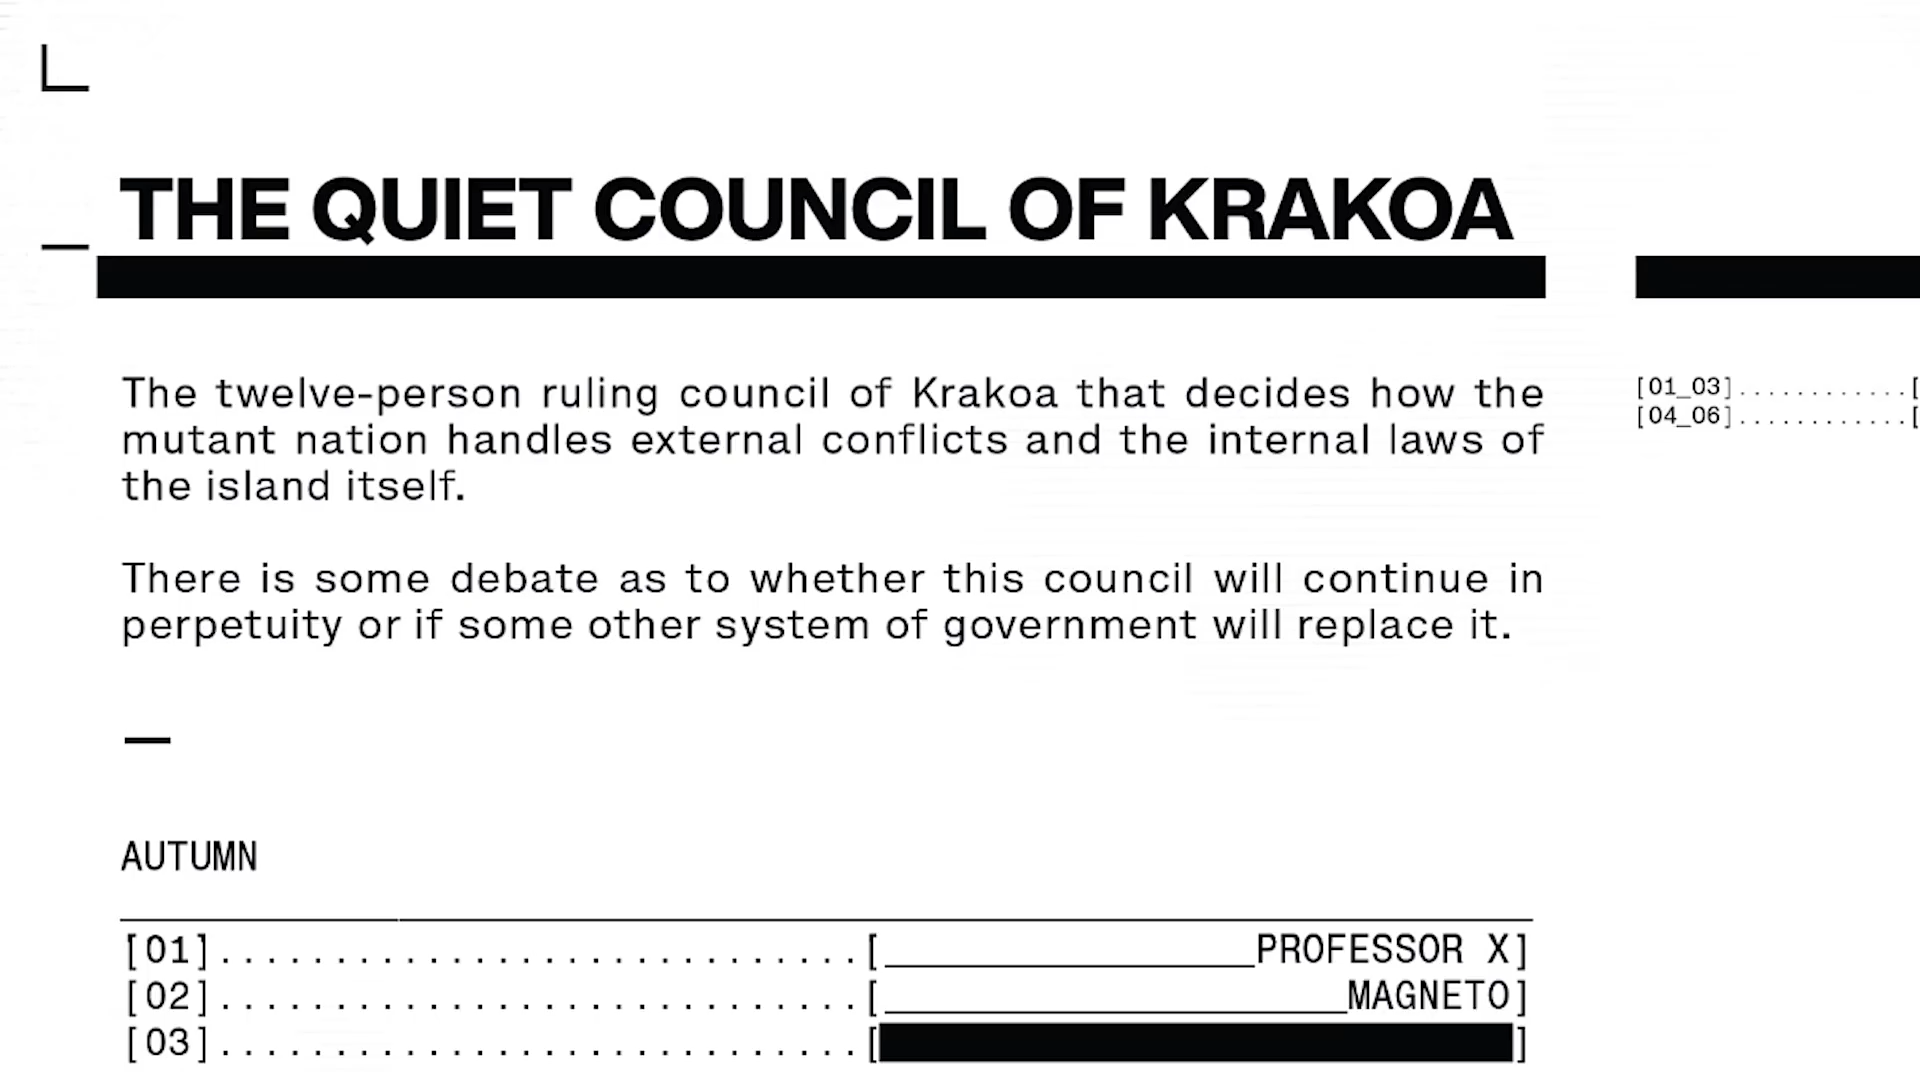 THE QUIET COUNCIL OF KRAKOA
The twelve-person ruling council of Krakoa that decides how the
mutant nation handles external conflicts and the internal laws of
the island itself.
There is some debate as to whether this council will continue in
perpetuity or if some other system of government will replace it.
AUTUMN
[01]............................[________________PROFESSOR X]
[02]............................[____________________MAGNETO]
[03]............................[ ]
[01_03]............[
[04_06]............[